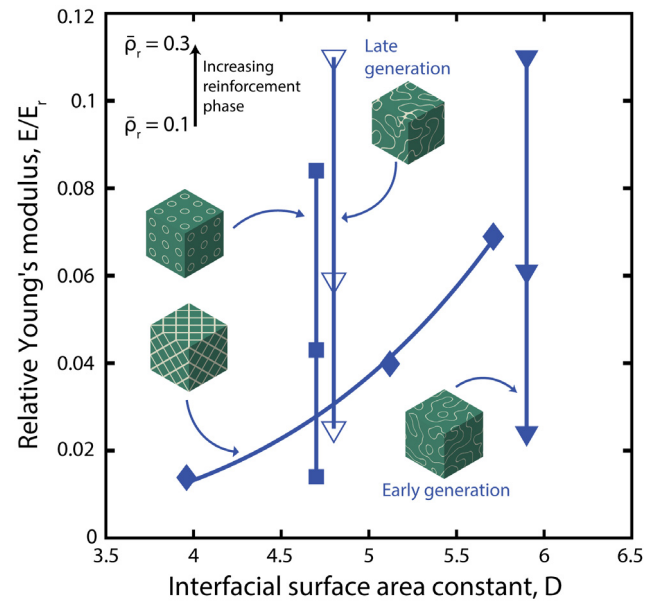 0.12
0.1
0.08
0.06
0.04
0.02
0
Relative Young's modulus, E/Eᵣ
ρ̄ᵣ = 0.3
Increasing
reinforcement
phase
ρ̄ᵣ = 0.1
Late
generation
Early generation
3.5 4 4.5 5 5.5 6 6.5
Interfacial surface area constant, D